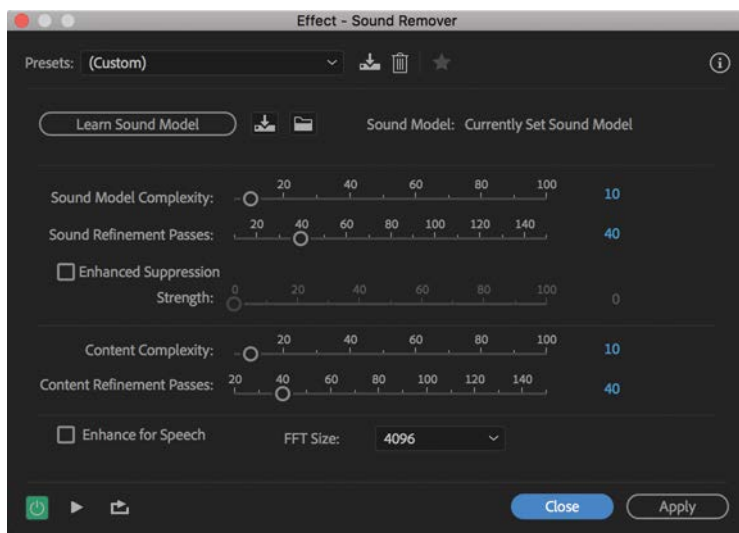 Effect - Sound Remover
Presets: (Custom)
Learn Sound Model Sound Model: Currently Set Sound Model
20 40 60 80 100
Sound Model Complexity: 10
20 40 60 80 100 120 140
Sound Refinement Passes: 40
Enhanced Suppression
0 20 40 60 80 100
Strength: 0
20 40 60 80 100
Content Complexity: 10
20 40 60 80 100 120 140
Content Refinement Passes: 40
Enhance for Speech FFT Size: 4096
Close Apply